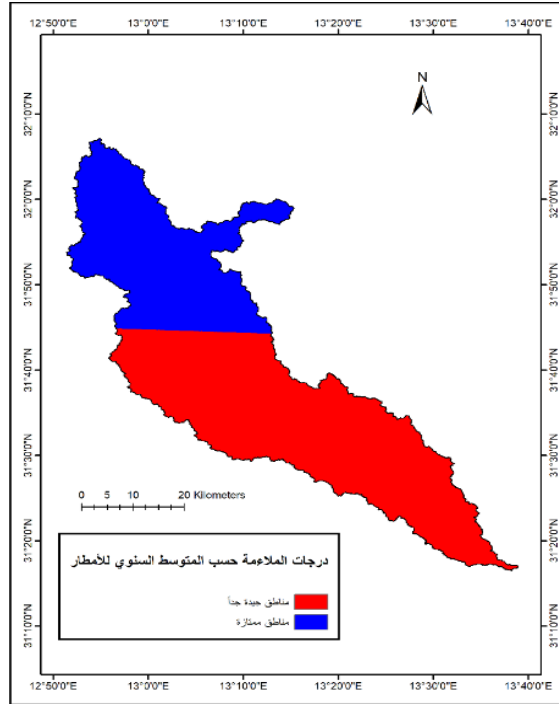 12°50'0"E 13°0'0"E 13°10'0"E 13°20'0"E 13°30'0"E 13°40'0"E
N
32°10'0"N 32°10'0"N
32°0'0"N 32°0'0"N
31°50'0"N 31°50'0"N
31°40'0"N 31°40'0"N
31°30'0"N 31°30'0"N
0 5 10 20 Kilometers
31°20'0"N 31°20'0"N
درجات الملاءمة حسب المتوسط السنوي للأمطار
مناطق جيدة جداً
مناطق ممتازة
31°10'0"N 31°10'0"N
12°50'0"E 13°0'0"E 13°10'0"E 13°20'0"E 13°30'0"E 13°40'0"E